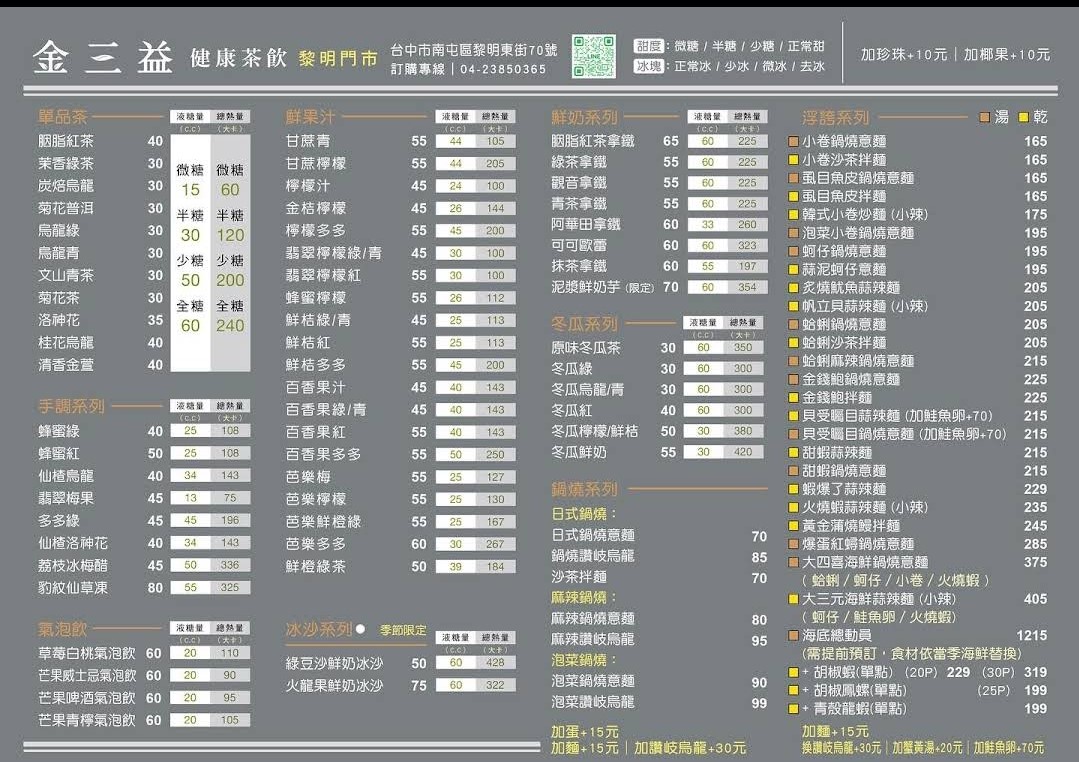 金三益 健康茶飲 黎明門市
台中市南屯區黎明東街70號
訂購專線｜04-23850365
甜度：微糖 / 半糖 / 少糖 / 正常甜
冰塊：正常冰 / 少冰 / 微冰 / 去冰
加珍珠+10元｜加椰果+10元
單品茶 液糖量(C.C) 總熱量(大卡)
胭脂紅茶 40
茉香綠茶 30
炭焙烏龍 30
菊花普洱 30
烏龍綠 30
烏龍青 30
文山青茶 30
菊花茶 30
洛神花 35
桂花烏龍 40
清香金萱 40
微糖 微糖
15 60
半糖 半糖
30 120
少糖 少糖
50 200
全糖 全糖
60 240
手調系列 液糖量(C.C) 總熱量(大卡)
蜂蜜綠 40 25 108
蜂蜜紅 50 25 108
仙楂烏龍 40 34 143
翡翠梅果 45 13 75
多多綠 45 45 196
仙楂洛神花 40 34 143
荔枝冰梅醋 45 50 336
豹紋仙草凍 80 55 325
氣泡飲 液糖量(C.C) 總熱量(大卡)
草莓白桃氣泡飲 60 20 110
芒果威士忌氣泡飲 60 20 90
芒果啤酒氣泡飲 60 20 95
芒果青檸氣泡飲 60 20 105
鮮果汁 液糖量(C.C) 總熱量(大卡)
甘蔗青 55 44 105
甘蔗檸檬 55 44 205
檸檬汁 45 24 100
金桔檸檬 45 26 144
檸檬多多 55 45 200
翡翠檸檬綠/青 45 30 100
翡翠檸檬紅 55 30 100
蜂蜜檸檬 55 26 112
鮮桔綠/青 45 25 113
鮮桔紅 55 25 113
鮮桔多多 55 45 200
百香果汁 45 40 143
百香果綠/青 45 40 143
百香果紅 55 40 143
百香果多多 55 50 250
芭樂梅 55 25 127
芭樂檸檬 55 25 130
芭樂鮮橙綠 55 25 167
芭樂多多 60 30 267
鮮橙綠茶 50 39 184
冰沙系列 季節限定 液糖量(C.C) 總熱量(大卡)
綠豆沙鮮奶冰沙 50 60 428
火龍果鮮奶冰沙 75 60 322
鮮奶系列 液糖量(C.C) 總熱量(大卡)
胭脂紅茶拿鐵 65 60 225
綠茶拿鐵 55 60 225
觀音拿鐵 55 60 225
青茶拿鐵 55 60 225
阿華田拿鐵 60 33 260
可可歐蕾 60 60 323
抹茶拿鐵 60 55 197
泥漿鮮奶芋 (限定) 70 60 354
冬瓜系列 液糖量(C.C) 總熱量(大卡)
原味冬瓜茶 30 60 350
冬瓜綠 30 60 300
冬瓜烏龍/青 30 60 300
冬瓜紅 40 60 300
冬瓜檸檬/鮮桔 50 30 380
冬瓜鮮奶 55 30 420
鍋燒系列
日式鍋燒：
日式鍋燒意麵 70
鍋燒讚岐烏龍 85
沙茶拌麵 70
麻辣鍋燒：
麻辣鍋燒意麵 80
麻辣讚岐烏龍 95
泡菜鍋燒：
泡菜鍋燒意麵 90
泡菜讚岐烏龍 99
加蛋+15元
加麵+15元｜加讚岐烏龍+30元
浮誇系列 湯 乾
小卷鍋燒意麵 165
小卷沙茶拌麵 165
虱目魚皮鍋燒意麵 165
虱目魚皮拌麵 165
韓式小卷炒麵 (小辣) 175
泡菜小卷鍋燒意麵 195
蚵仔鍋燒意麵 195
蒜泥蚵仔意麵 195
炙燒魷魚蒜辣麵 205
帆立貝蒜辣麵 (小辣) 205
蛤蜊鍋燒意麵 205
蛤蜊沙茶拌麵 205
蛤蜊麻辣鍋燒意麵 215
金錢鮑鍋燒意麵 225
金錢鮑拌麵 225
貝受矚目蒜辣麵 (加鮭魚卵+70) 215
貝受矚目鍋燒意麵 (加鮭魚卵+70) 215
甜蝦蒜辣麵 215
甜蝦鍋燒意麵 215
蝦爆了蒜辣麵 229
火燒蝦蒜辣麵 (小辣) 235
黃金蒲燒鰻拌麵 245
爆蛋紅蟳鍋燒意麵 285
大四喜海鮮鍋燒意麵 375
( 蛤蜊 / 蚵仔 / 小卷 / 火燒蝦 )
大三元海鮮蒜辣麵 (小辣) 405
( 蚵仔 / 鮭魚卵 / 火燒蝦)
海底總動員 1215
(需提前預訂，食材依當季海鮮替換)
+ 胡椒蝦(單點) (20P) 229 (30P) 319
+ 胡椒鳳螺(單點) (25P) 199
+ 青殼龍蝦(單點) 199
加麵+15元
換讚岐烏龍+30元｜加蟹黃湯+20元｜加鮭魚卵+70元